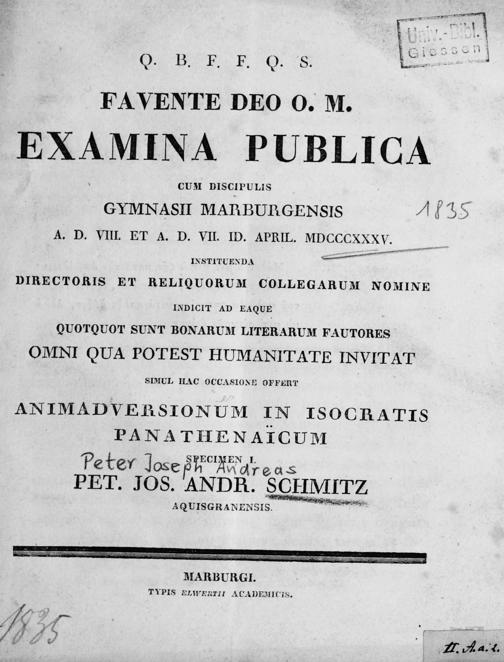 Univ.-Bibl.
Giessen
Q. B. F. F. Q. S.
FAVENTE DEO O. M.
EXAMINA PUBLICA
CUM DISCIPULIS
GYMNASII MARBURGENSIS
1835
A. D. VIII. ET A. D. VII. ID. APRIL. MDCCCXXXV.
INSTITUENDA
DIRECTORIS ET RELIQUORUM COLLEGARUM NOMINE
INDICIT AD EAQUE
QUOTQUOT SUNT BONARUM LITERARUM FAUTORES
OMNI QUA POTEST HUMANITATE INVITAT
SIMUL HAC OCCASIONE OFFERT
ANIMADVERSIONUM IN ISOCRATIS
PANATHENAÏCUM
SPECIMEN I.
Peter Joseph Andreas
PET. JOS. ANDR. SCHMITZ
AQUISGRANENSIS.
MARBURGI.
TYPIS ELWERTII ACADEMICIS.
1835